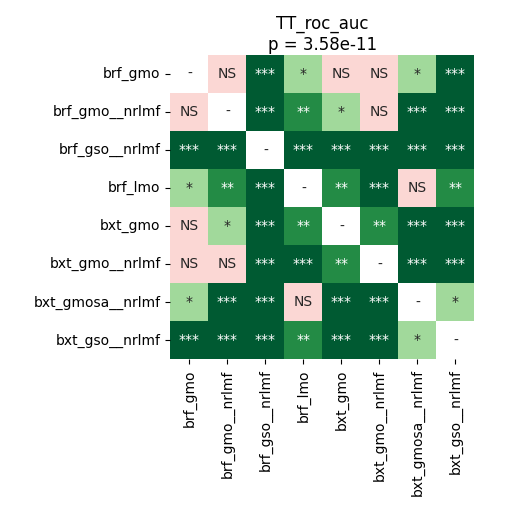 TT_roc_auc
p = 3.58e-11
brf_gmo - NS *** * NS NS * ***
brf_gmo__nrlmf NS - *** ** * NS *** ***
brf_gso__nrlmf *** *** - *** *** *** *** ***
brf_lmo * ** *** - ** *** NS **
bxt_gmo NS * *** ** - ** *** ***
bxt_gmo__nrlmf NS NS *** *** ** - *** ***
bxt_gmosa__nrlmf * *** *** NS *** *** - *
bxt_gso__nrlmf *** *** *** ** *** *** * -
brf_gmo
brf_gmo__nrlmf
brf_gso__nrlmf
brf_lmo
bxt_gmo
bxt_gmo__nrlmf
bxt_gmosa__nrlmf
bxt_gso__nrlmf